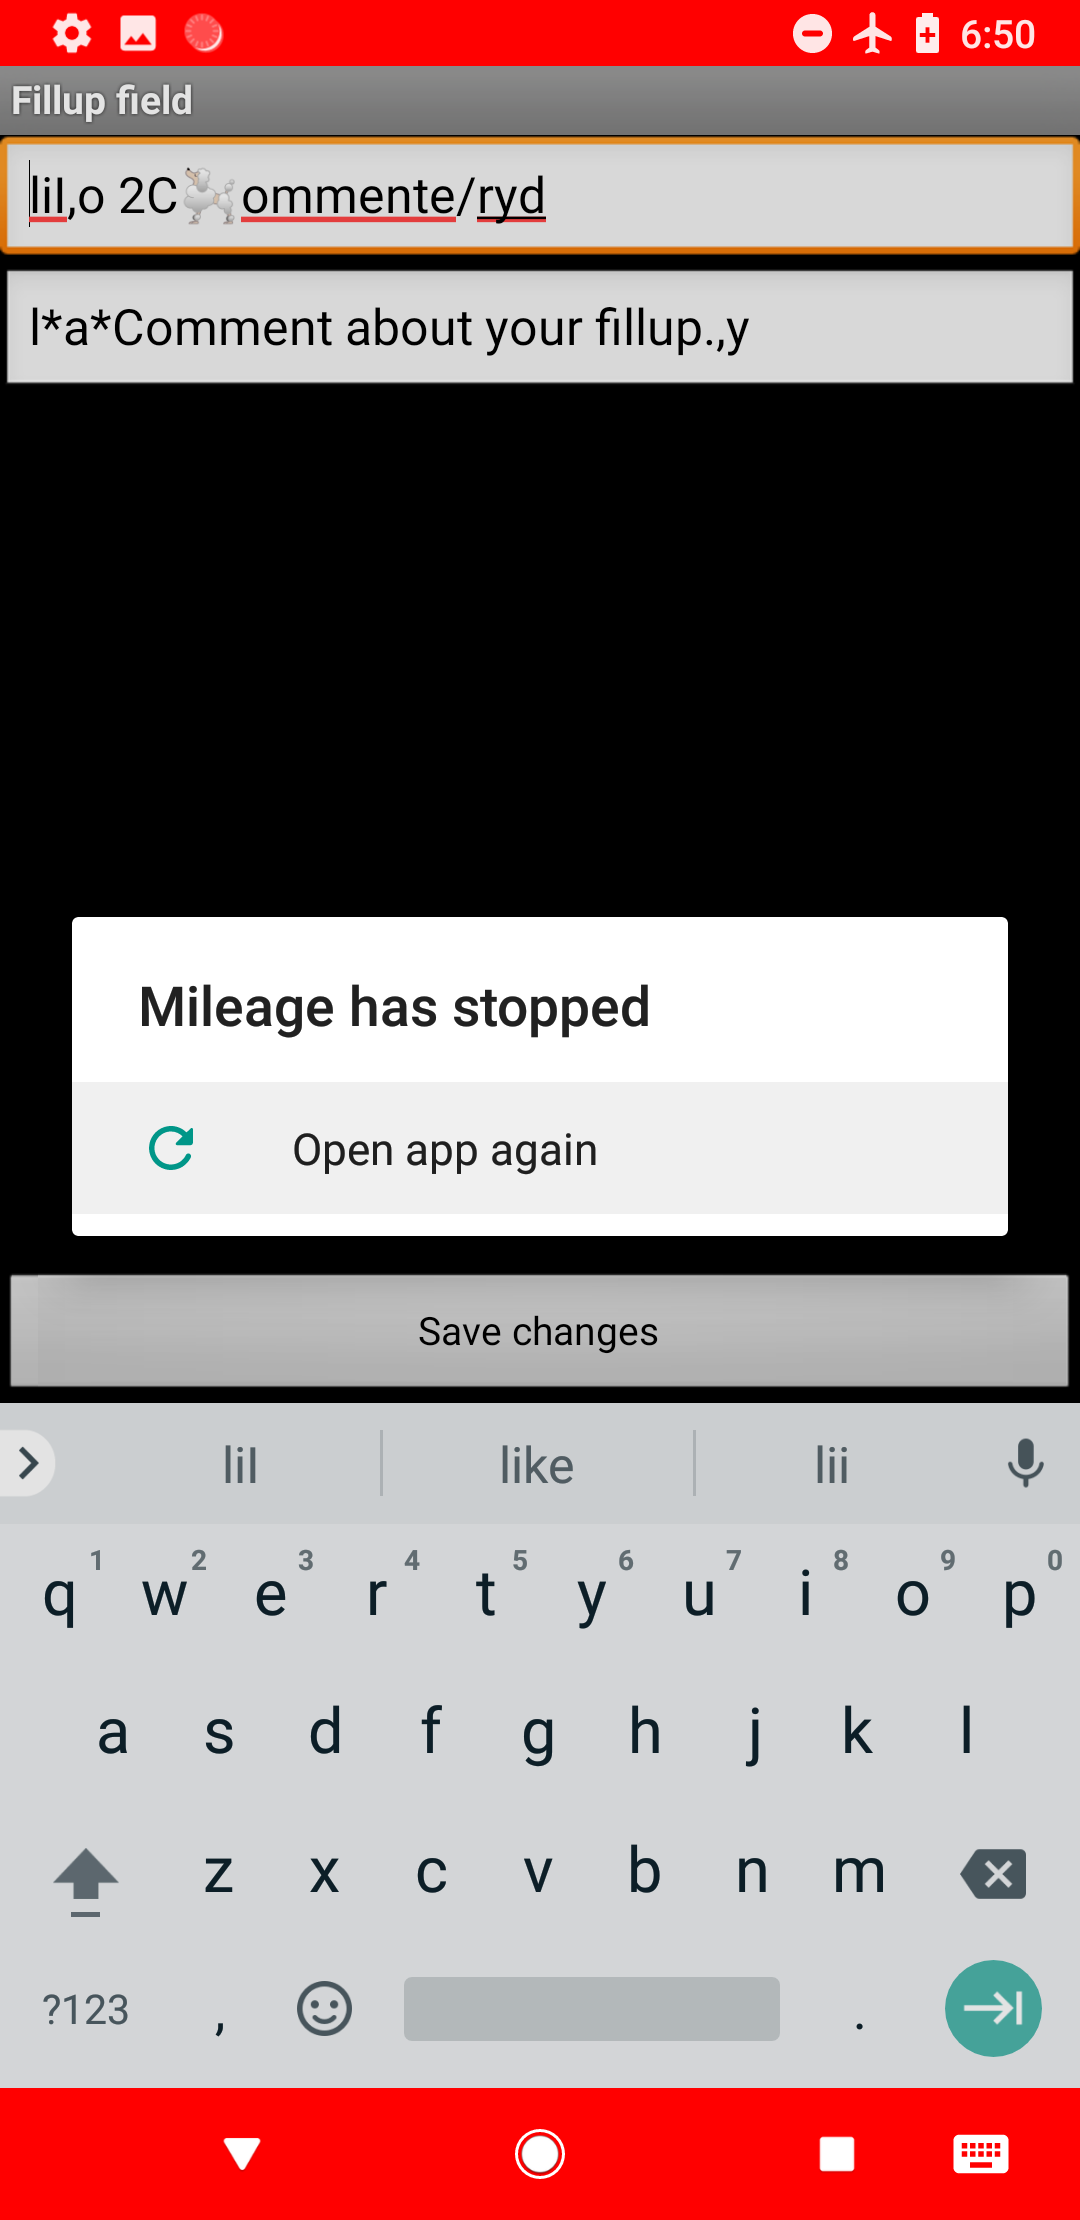 6:50
Fillup field
lil,o 2C🐩ommente/ryd
l*a*Comment about your fillup.,y
Mileage has stopped
Open app again
Save changes
lil like lii
1 2 3 4 5 6 7 8 9 0
q w e r t y u i o p
a s d f g h j k l
z x c v b n m
?123 , .